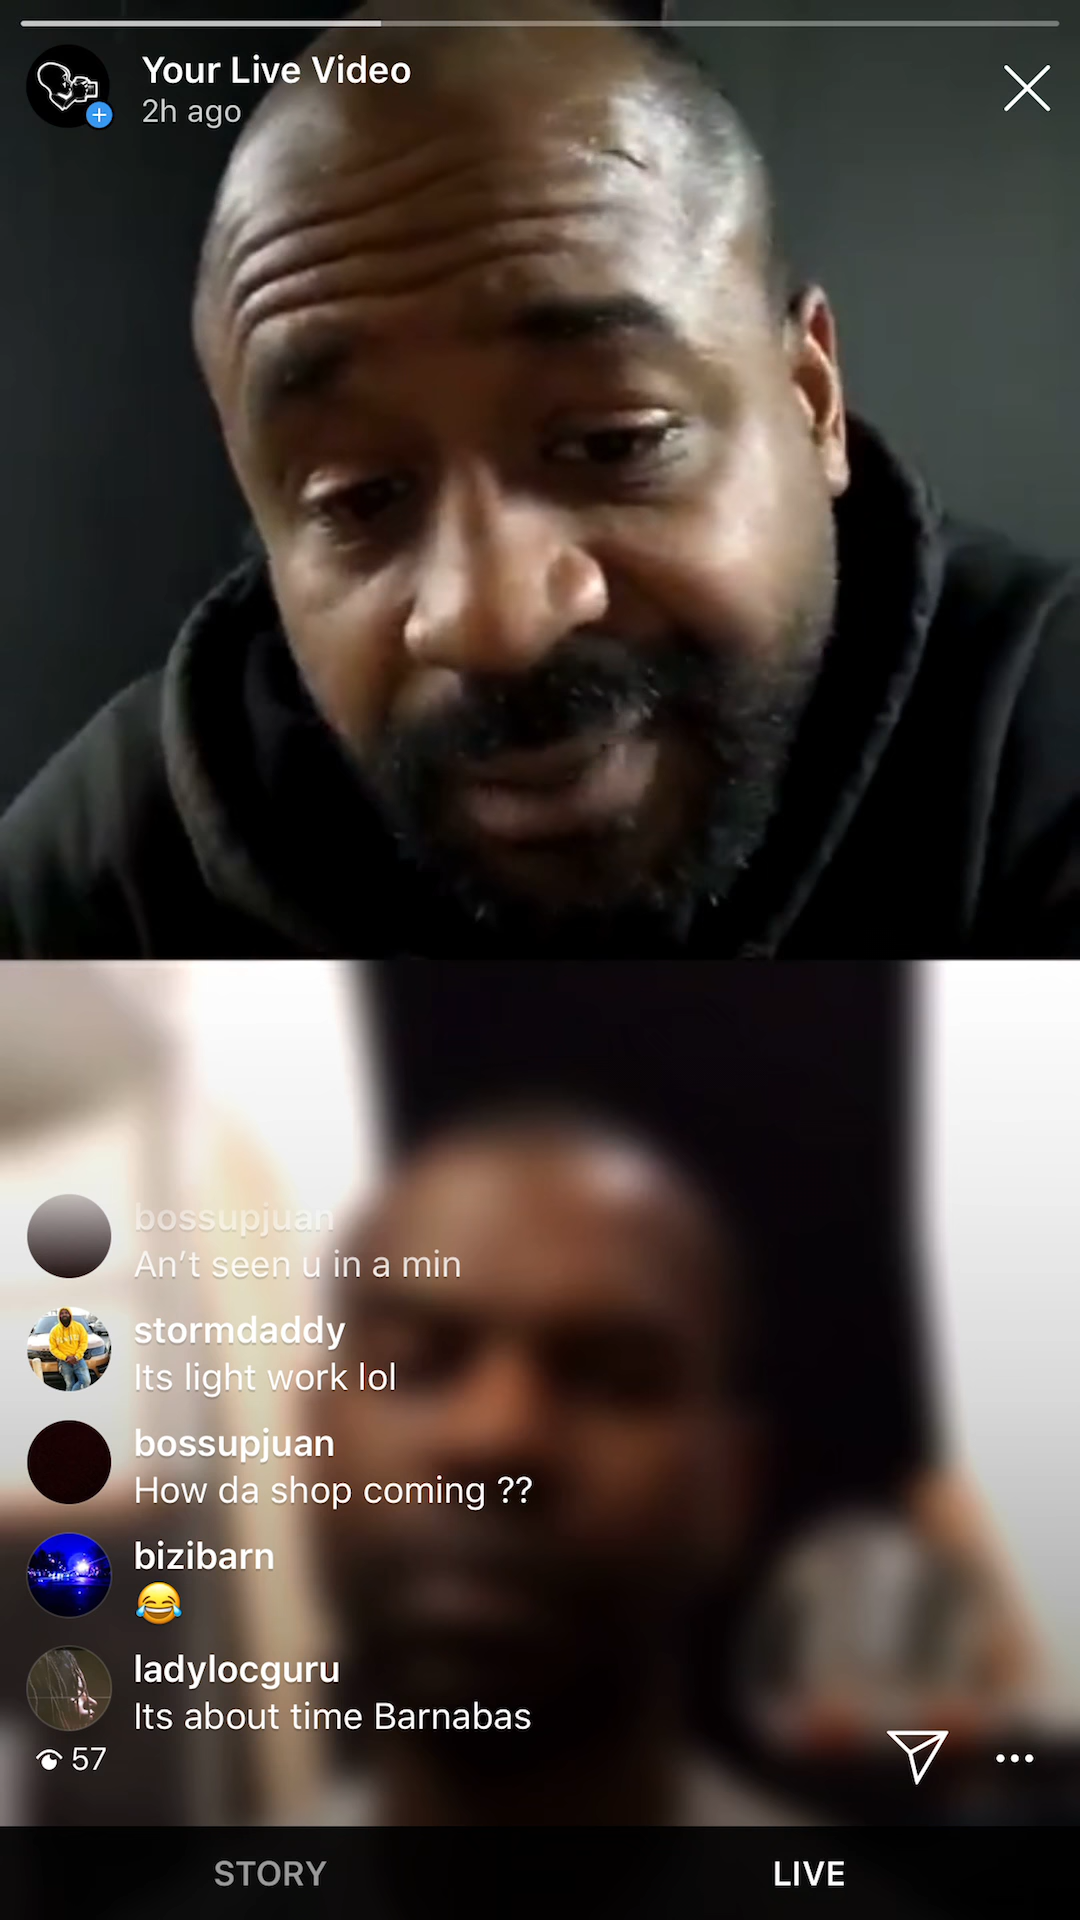 Your Live Video
2h ago
bossupjuan
An’t seen u in a min
stormdaddy
Its light work lol
bossupjuan
How da shop coming ??
bizibarn
😂
ladylocguru
Its about time Barnabas
57
STORY
LIVE